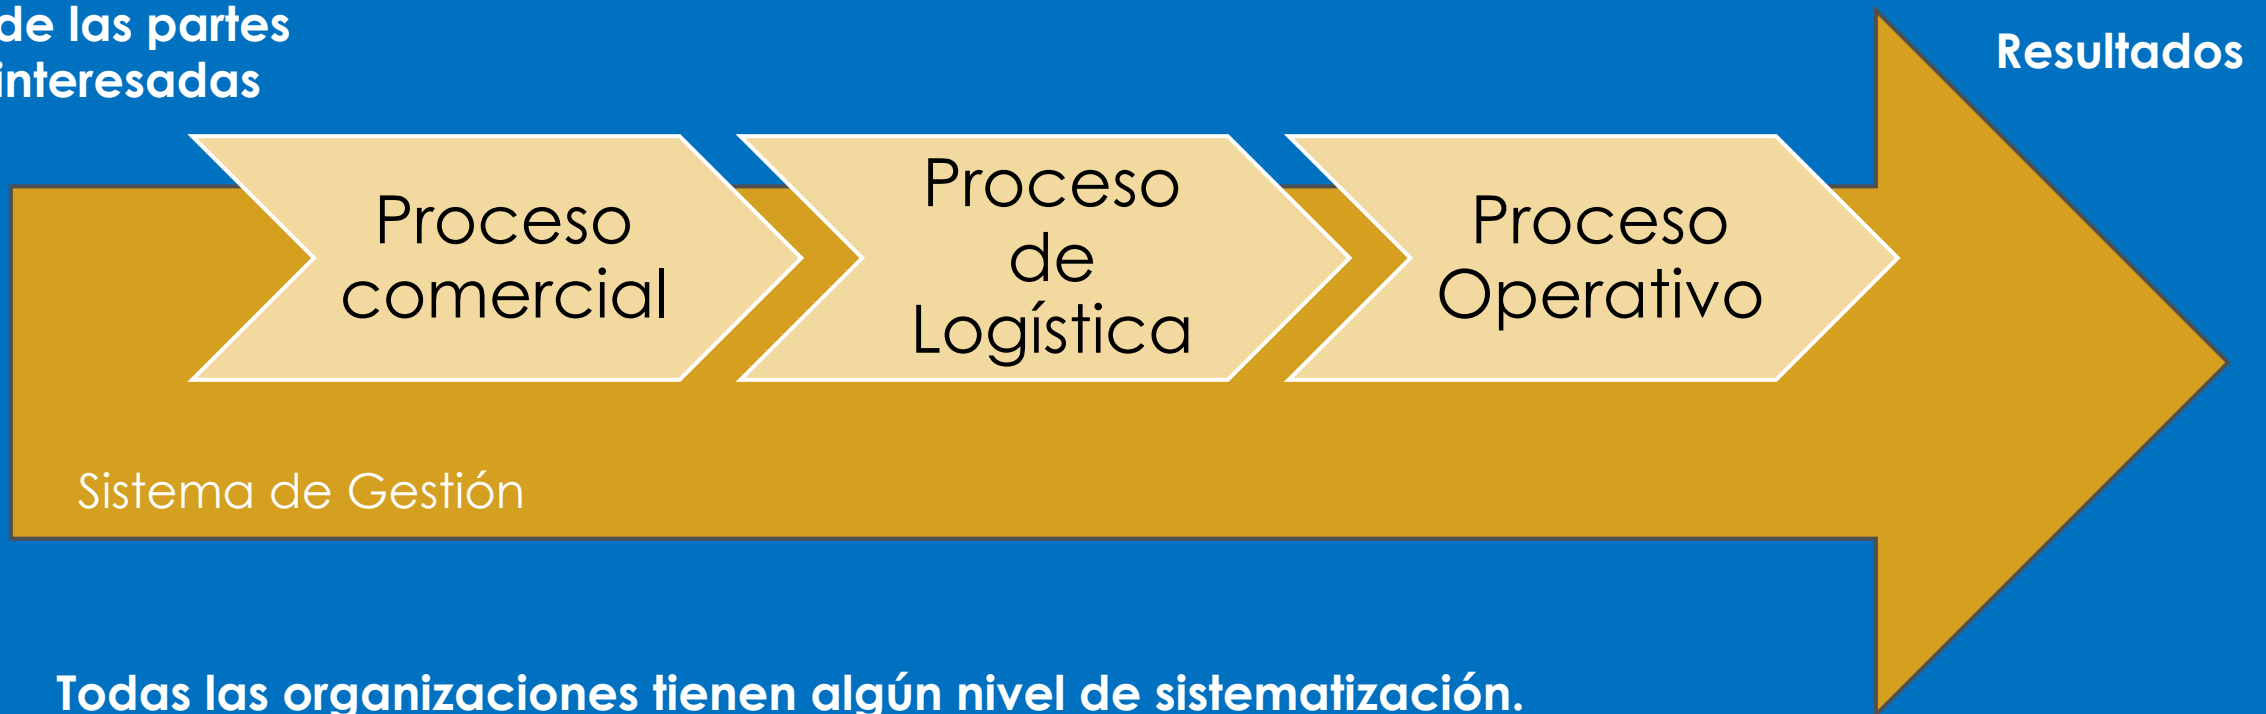 de las partes
interesadas
Resultados
Proceso
comercial
Proceso
de
Logística
Proceso
Operativo
Sistema de Gestión
Todas las organizaciones tienen algún nivel de sistematización.